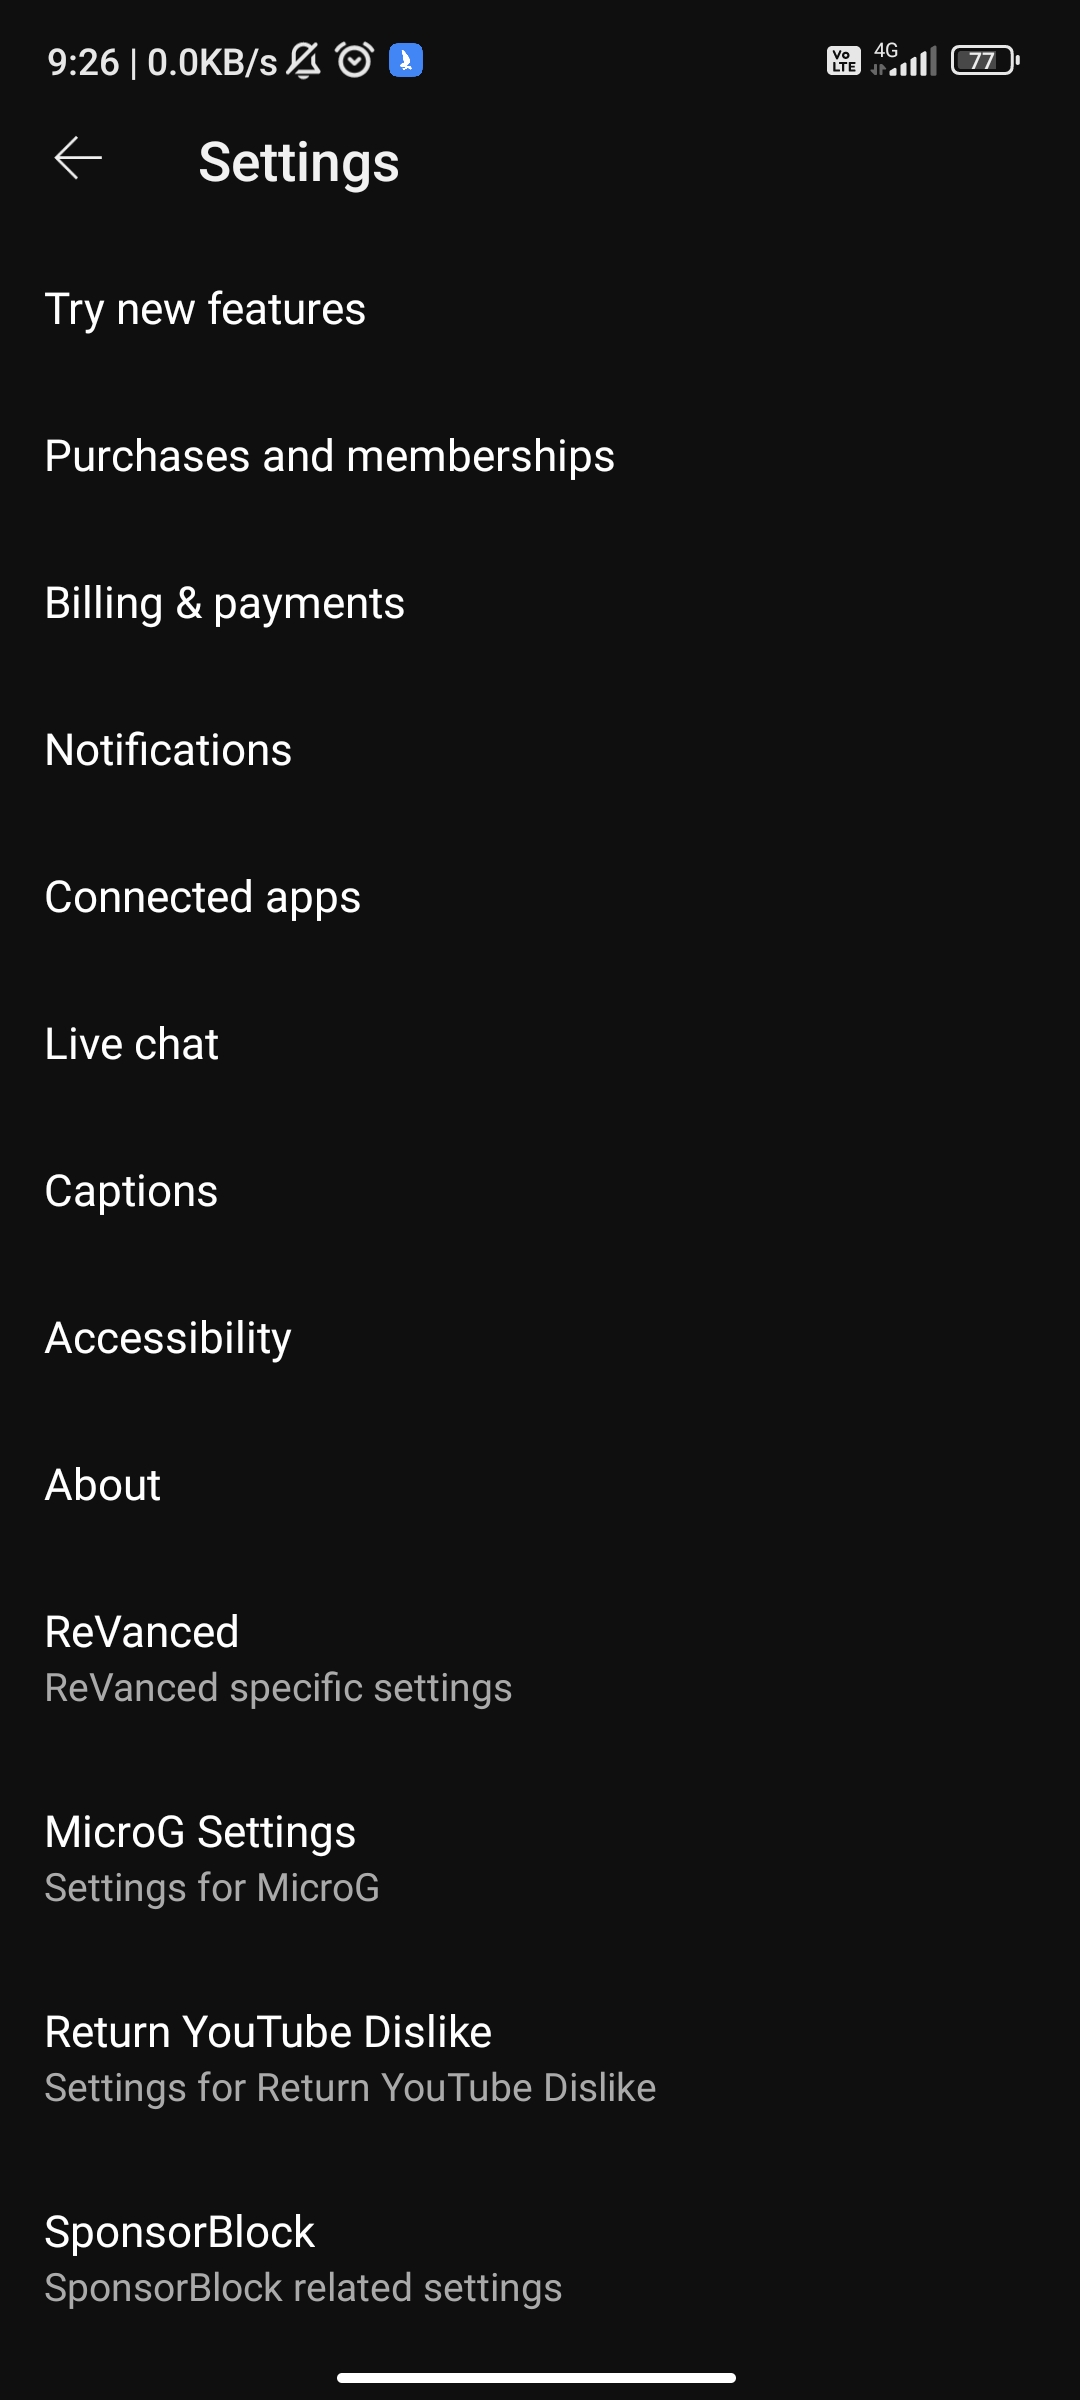 9:26 | 0.0KB/s
Vo LTE 4G 77
Settings
Try new features
Purchases and memberships
Billing & payments
Notifications
Connected apps
Live chat
Captions
Accessibility
About
ReVanced
ReVanced specific settings
MicroG Settings
Settings for MicroG
Return YouTube Dislike
Settings for Return YouTube Dislike
SponsorBlock
SponsorBlock related settings